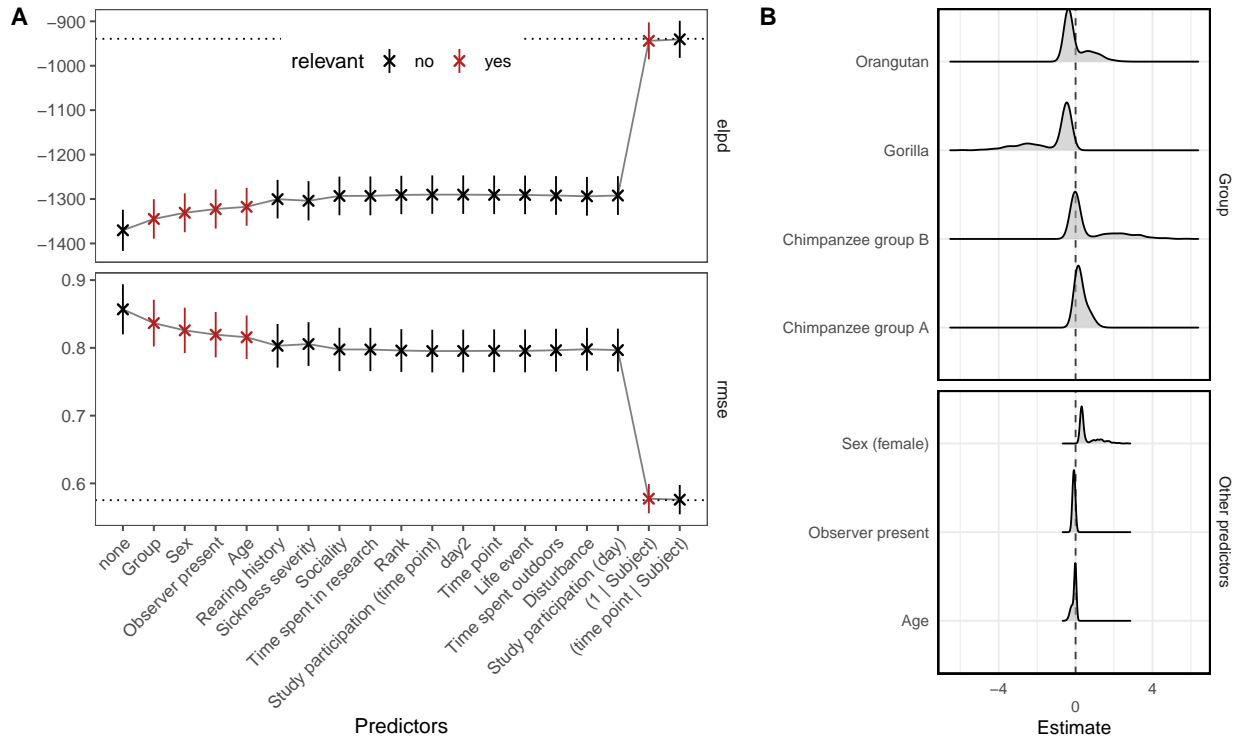 A
−900
−1000
−1100
−1200
−1300
−1400
relevant no yes
elpd
0.9
0.8
0.7
0.6
rmse
none
Group
Sex
Observer present
Age
Rearing history
Sickness severity
Sociality
Time spent in research
Rank
Study participation (time point)
day2
Time point
Life event
Time spent outdoors
Disturbance
Study participation (day)
(1 | Subject)
(time point | Subject)
Predictors
B
Orangutan
Gorilla
Chimpanzee group B
Chimpanzee group A
Group
Sex (female)
Observer present
Age
Other predictors
−4
0
4
Estimate